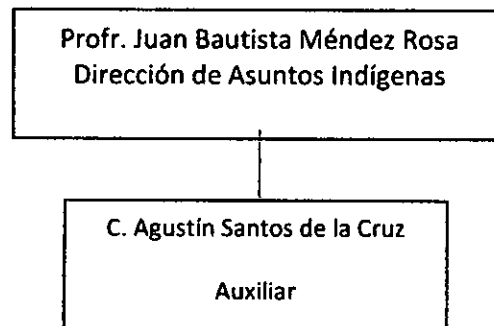 Profr. Juan Bautista Méndez Rosa
Dirección de Asuntos Indígenas
C. Agustín Santos de la Cruz
Auxiliar